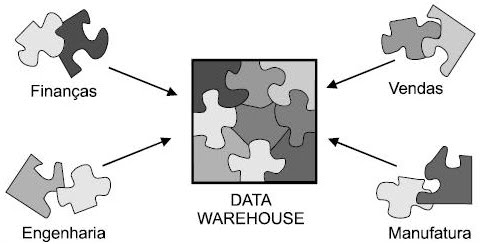 Finanças
Vendas
Engenharia
DATA
WAREHOUSE
Manufatura